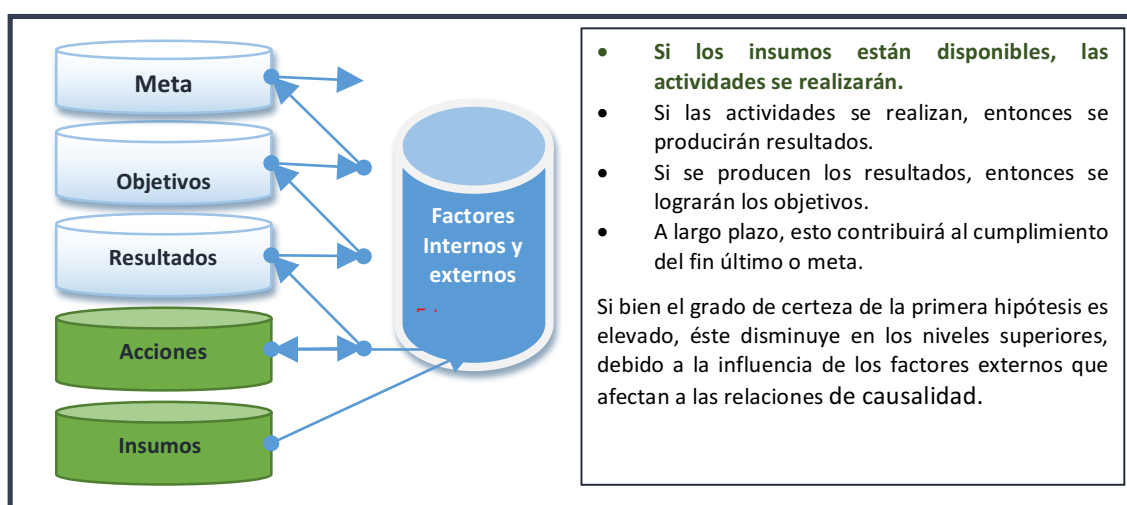 Meta
Objetivos
Resultados
Acciones
Insumos
Factores
Internos y
externos
• Si los insumos están disponibles, las
actividades se realizarán.
• Si las actividades se realizan, entonces se
producirán resultados.
• Si se producen los resultados, entonces se
lograrán los objetivos.
• A largo plazo, esto contribuirá al cumplimiento
del fin último o meta.
Si bien el grado de certeza de la primera hipótesis es
elevado, éste disminuye en los niveles superiores,
debido a la influencia de los factores externos que
afectan a las relaciones de causalidad.